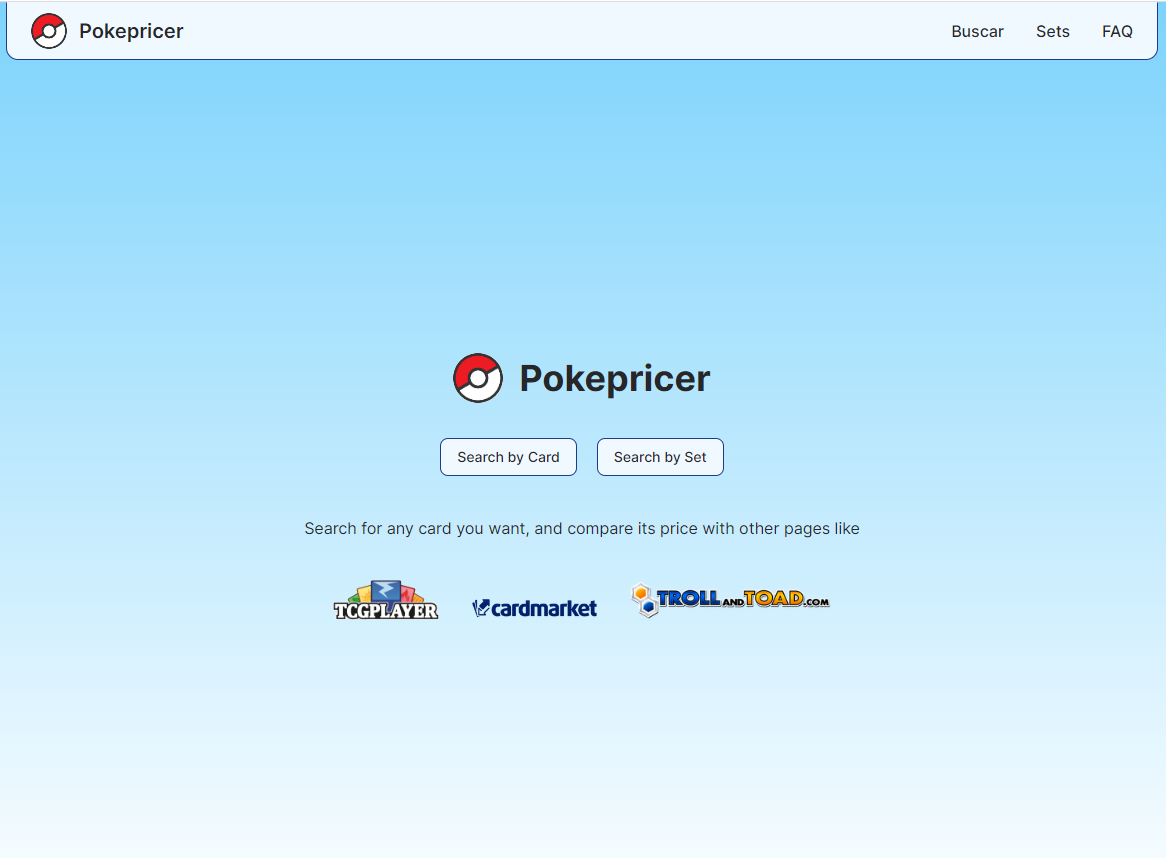 Pokepricer Buscar Sets FAQ
Pokepricer
Search by Card Search by Set
Search for any card you want, and compare its price with other pages like
TCGPLAYER cardmarket TROLL AND TOAD.COM